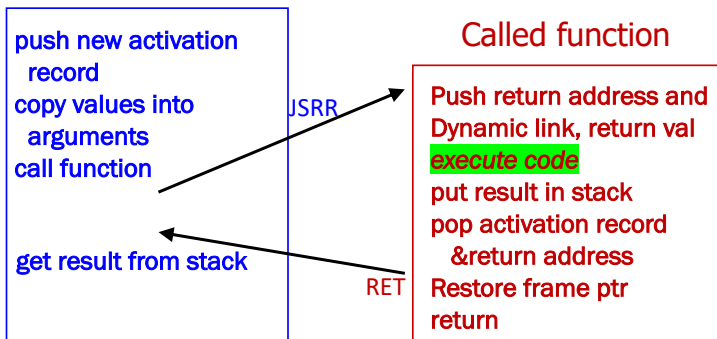 push new activation
record
copy values into
arguments
call function
get result from stack
JSRR
RET
Called function
Push return address and
Dynamic link, return val
execute code
put result in stack
pop activation record
&return address
Restore frame ptr
return